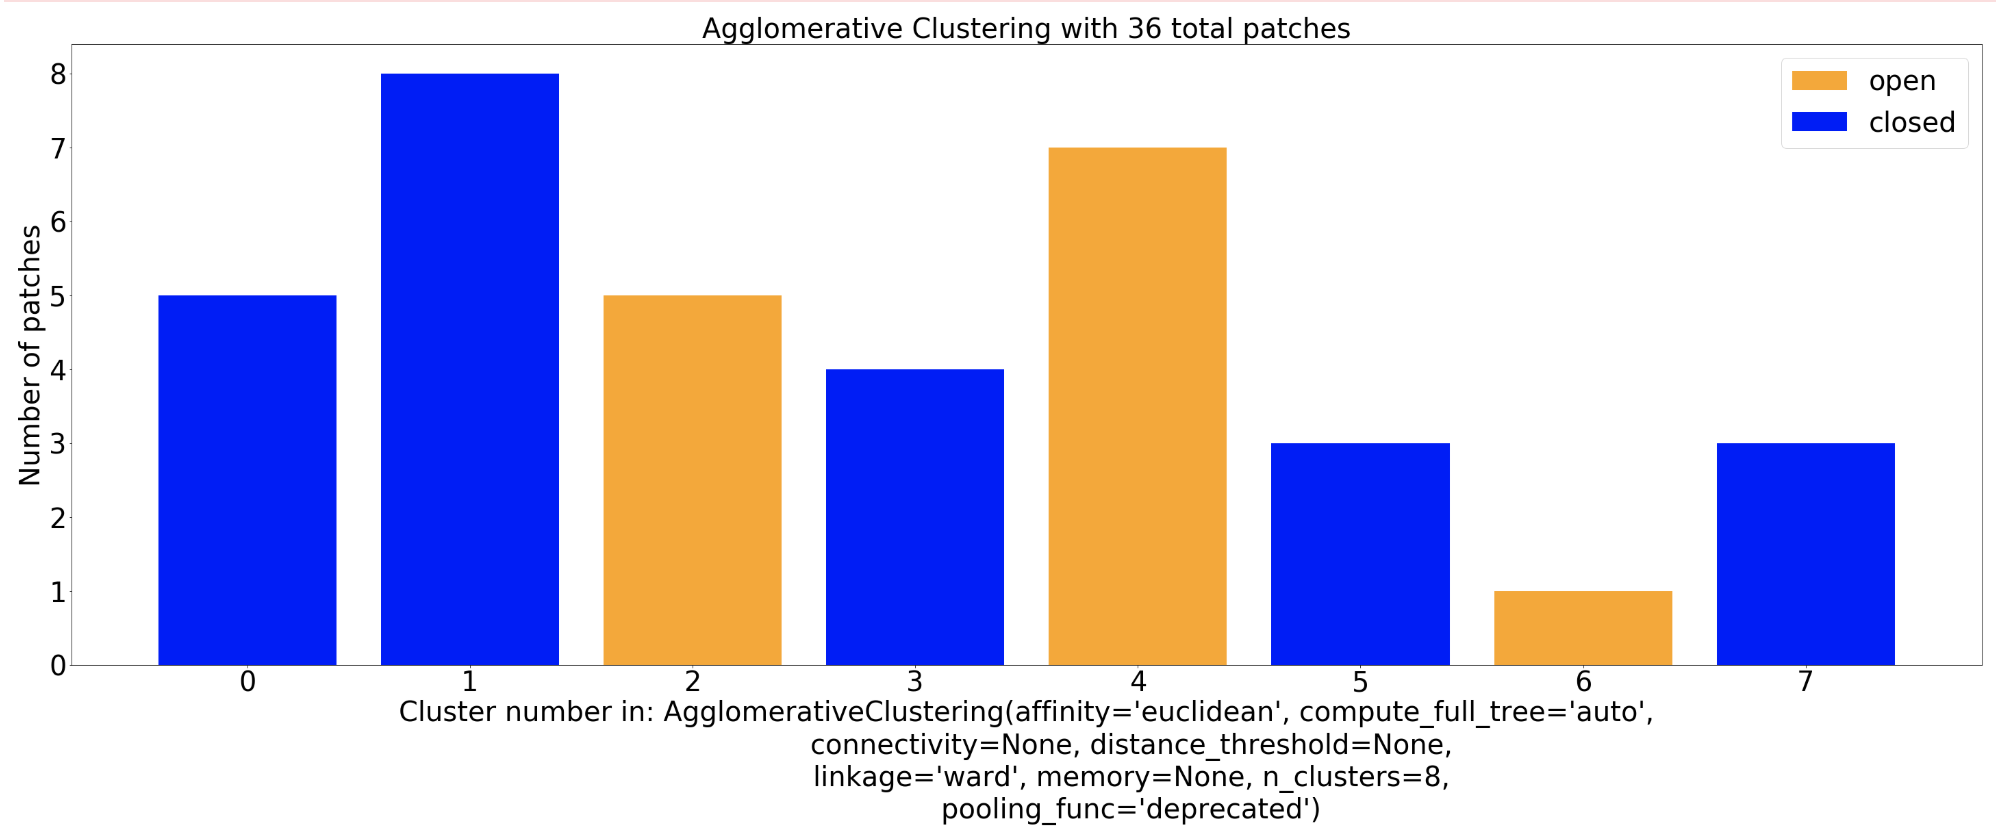 Agglomerative Clustering with 36 total patches
open
closed
Number of patches
8
7
6
5
4
3
2
1
0
0 1 2 3 4 5 6 7
Cluster number in: AgglomerativeClustering(affinity='euclidean', compute_full_tree='auto',
connectivity=None, distance_threshold=None,
linkage='ward', memory=None, n_clusters=8,
pooling_func='deprecated')